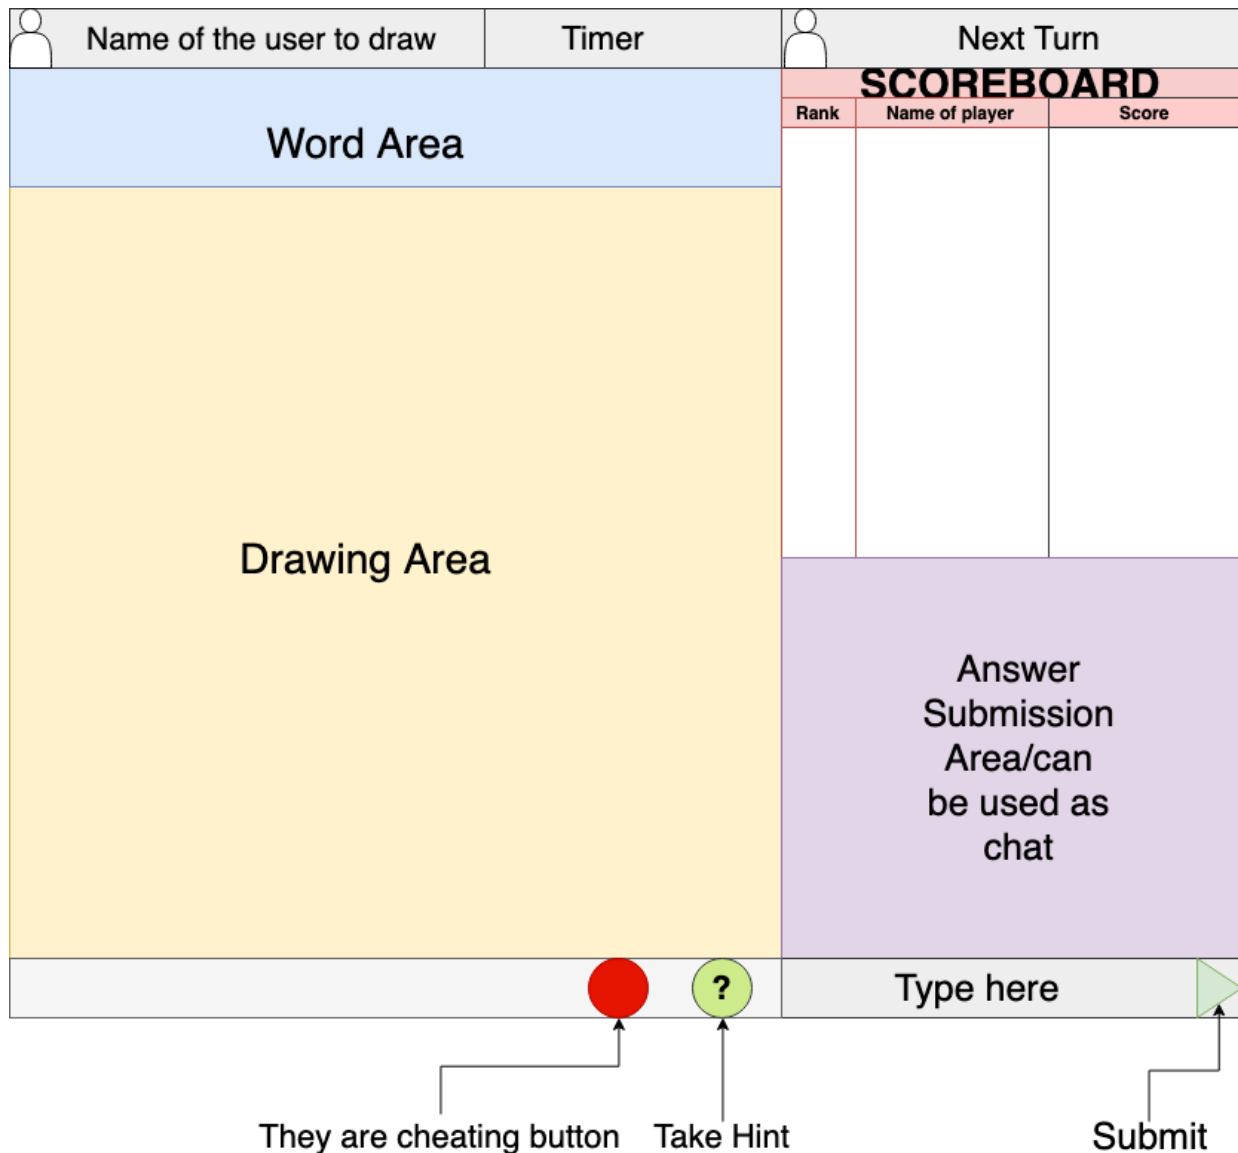 Name of the user to draw
Timer
Next Turn
SCOREBOARD
Rank
Name of player
Score
Word Area
Drawing Area
Answer
Submission
Area/can
be used as
chat
?
Type here
They are cheating button
Take Hint
Submit